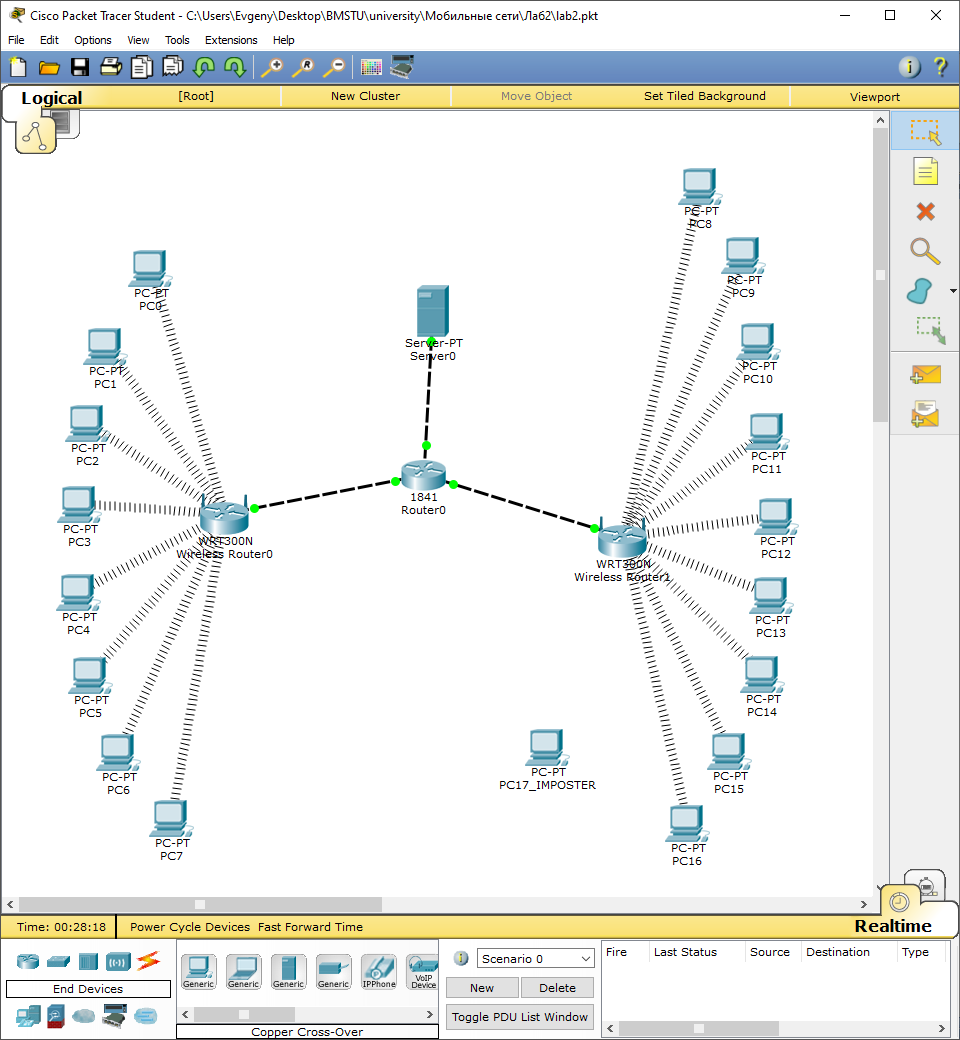 Cisco Packet Tracer Student - C:\Users\Evgeny\Desktop\BMSTU\university\Мобильные сети\Ла62\lab2.pkt
File Edit Options View Tools Extensions Help
Logical [Root] New Cluster Move Object Set Tiled Background Viewport
PC-PT
PC8
PC-PT
PC9
PC-PT
PC0
Server-PT
Server0
PC-PT
PC1
PC-PT
PC10
PC-PT
PC2
PC-PT
PC11
1841
Router0
PC-PT
PC3
WRT300N
Wireless Router0
PC-PT
PC12
WRT300N
Wireless Router1
PC-PT
PC4
PC-PT
PC13
PC-PT
PC5
PC-PT
PC14
PC-PT
PC6
PC-PT
PC17_IMPOSTER
PC-PT
PC15
PC-PT
PC7
PC-PT
PC16
Time: 00:28:18 Power Cycle Devices Fast Forward Time Realtime
End Devices
Generic Generic Generic Generic IPPhone VoIP Device
Copper Cross-Over
Scenario 0
New Delete
Toggle PDU List Window
Fire Last Status Source Destination Type